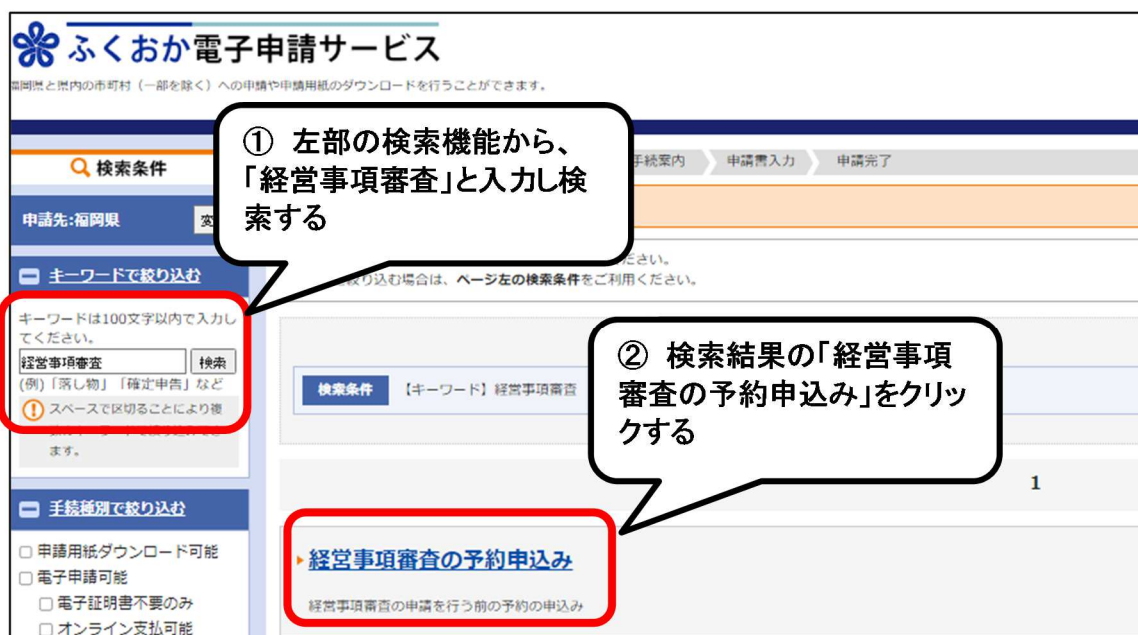 ふくおか電子申請サービス
福岡県と県内の市町村（一部を除く）への申請や申請用紙のダウンロードを行うことができます。
① 左部の検索機能から、
「経営事項審査」と入力し検
索する
検索条件
手続案内
申請書入力
申請完了
申請先:福岡県
ださい。
絞り込む場合は、ページ左の検索条件をご利用ください。
キーワードで絞り込む
キーワードは100文字以内で入力し
てください。
経営事項審査
検索
(例)「落し物」「確定申告」など
スペースで区切ることにより複
ます。
② 検索結果の「経営事項
審査の予約申込み」をクリッ
クする
検索条件
【キーワード】経営事項審査
1
手続種別で絞り込む
申請用紙ダウンロード可能
電子申請可能
電子証明書不要のみ
オンライン支払可能
経営事項審査の予約申込み
経営事項審査の申請を行う前の予約の申込み